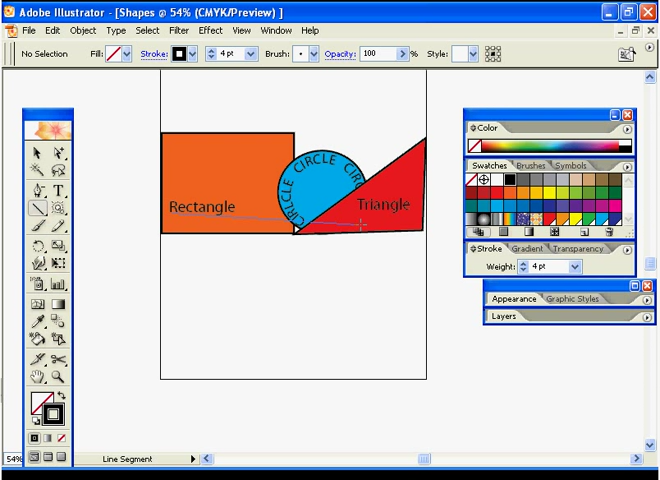 Adobe Illustrator - [Shapes @ 54% (CMYK/Preview) ]
File Edit Object Type Select Filter Effect View Window Help
No Selection Fill: Stroke: 4 pt Brush: Opacity: 100 % Style:
Color
Swatches Brushes Symbols
CIRCLE CIRCLE
Rectangle
Triangle
Stroke Gradient Transparency
Weight: 4 pt
Appearance Graphic Styles
Layers
54% Line Segment